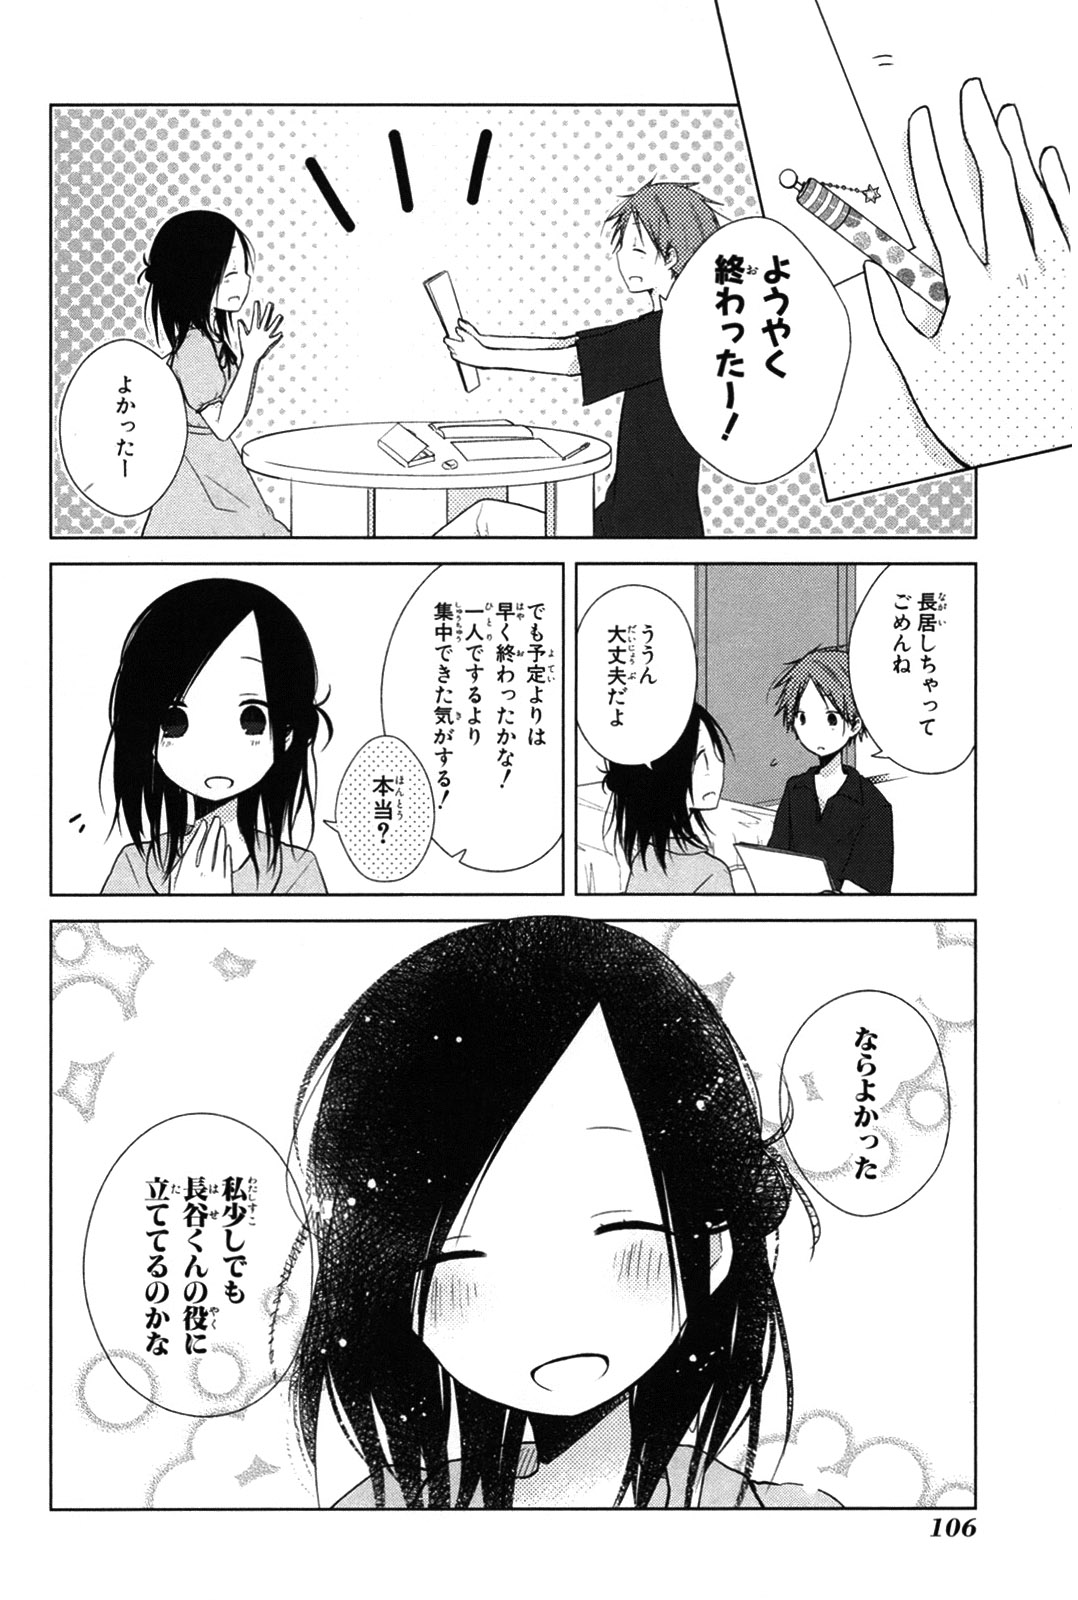 ようやく
終わったー！
よかったー
長居しちゃって
ごめんね
ううん
大丈夫だよ
でも予定よりは
早く終わったかな！
一人でするより
集中できた気がする！
本当？
ならよかった
私少しでも
長谷くんの役に
立ててるのかな
106